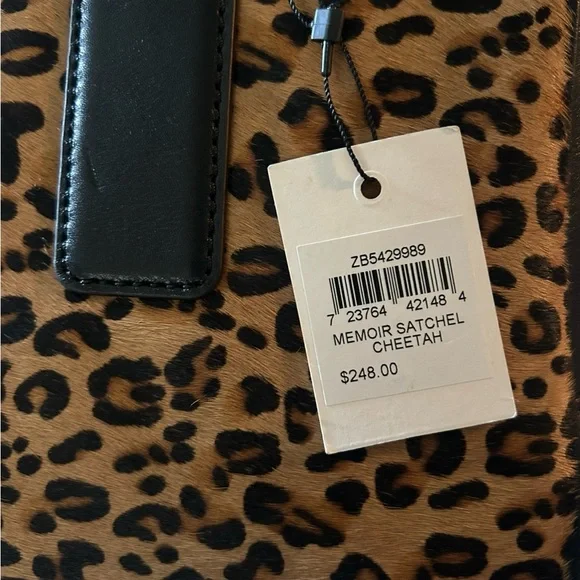 ZB5429989
7 23764 42148 4
MEMOIR SATCHEL
CHEETAH
$248.00